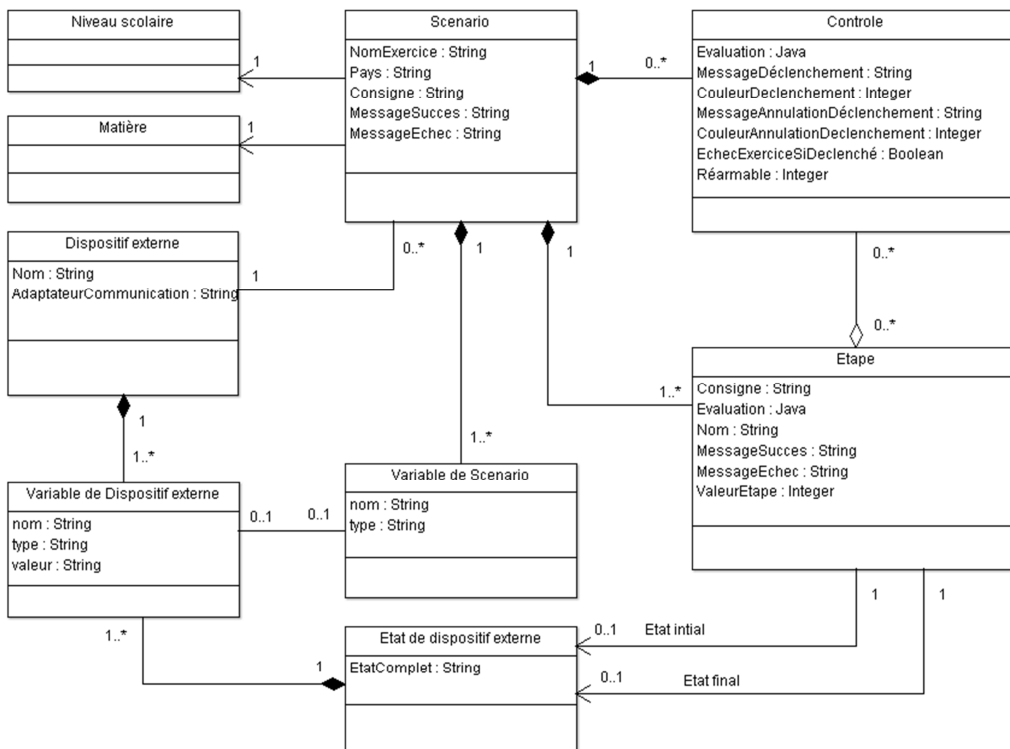 Niveau scolaire
Scenario
NomExercice : String
Pays : String
Consigne : String
MessageSucces : String
MessageEchec : String
Controle
Evaluation : Java
MessageDéclenchement : String
CouleurDeclenchement : Integer
MessageAnnulationDéclenchement : String
CouleurAnnulationDeclenchement : Integer
EchecExerciceSiDeclenché : Boolean
Réarmable : Integer
1
1
0..*
Matière
1
Dispositif externe
Nom : String
AdaptateurCommunication : String
1
0..*
1
1
0..*
0..*
Etape
Consigne : String
Evaluation : Java
Nom : String
MessageSucces : String
MessageEchec : String
ValeurEtape : Integer
1..*
1
1..*
1..*
Variable de Dispositif externe
nom : String
type : String
valeur : String
0..1
0..1
Variable de Scenario
nom : String
type : String
1
1
1..*
1
Etat de dispositif externe
EtatComplet : String
0..1
Etat intial
0..1
Etat final